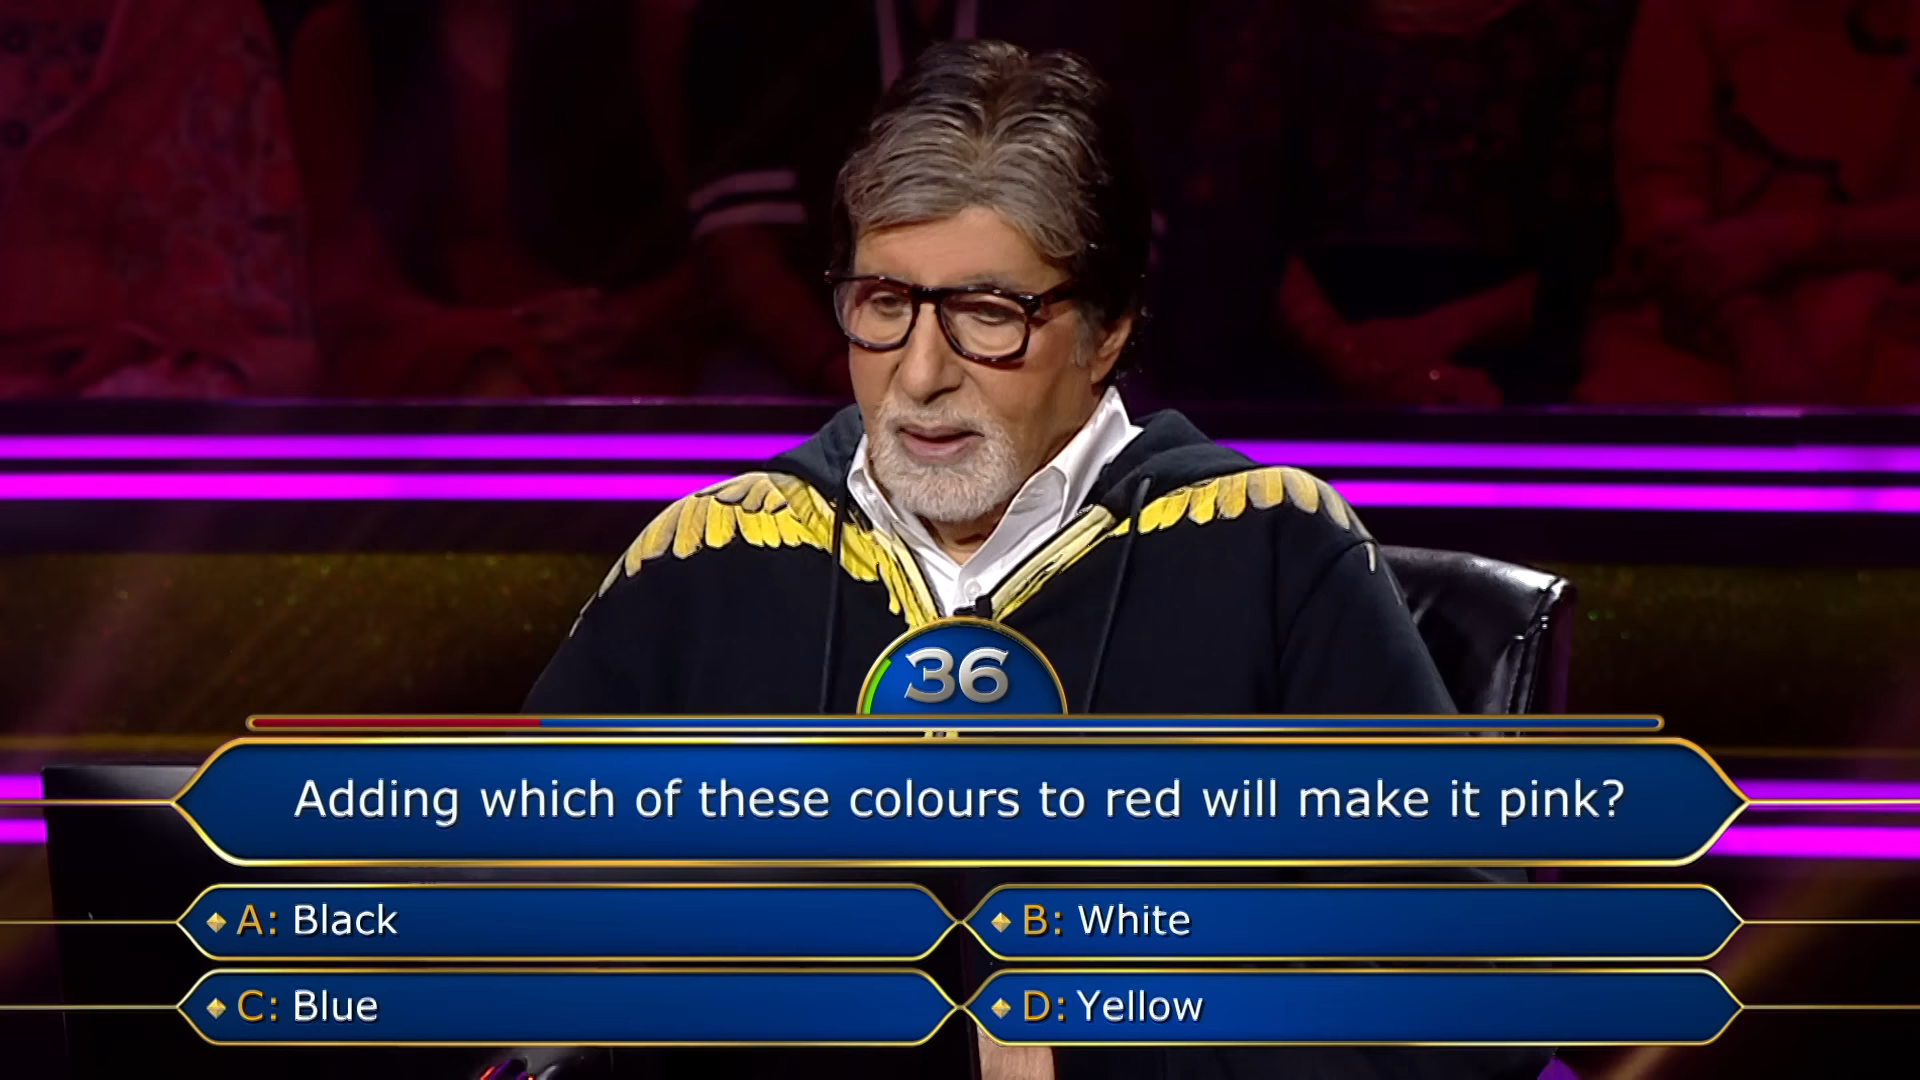 36
Adding which of these colours to red will make it pink?
A: Black
B: White
C: Blue
D: Yellow